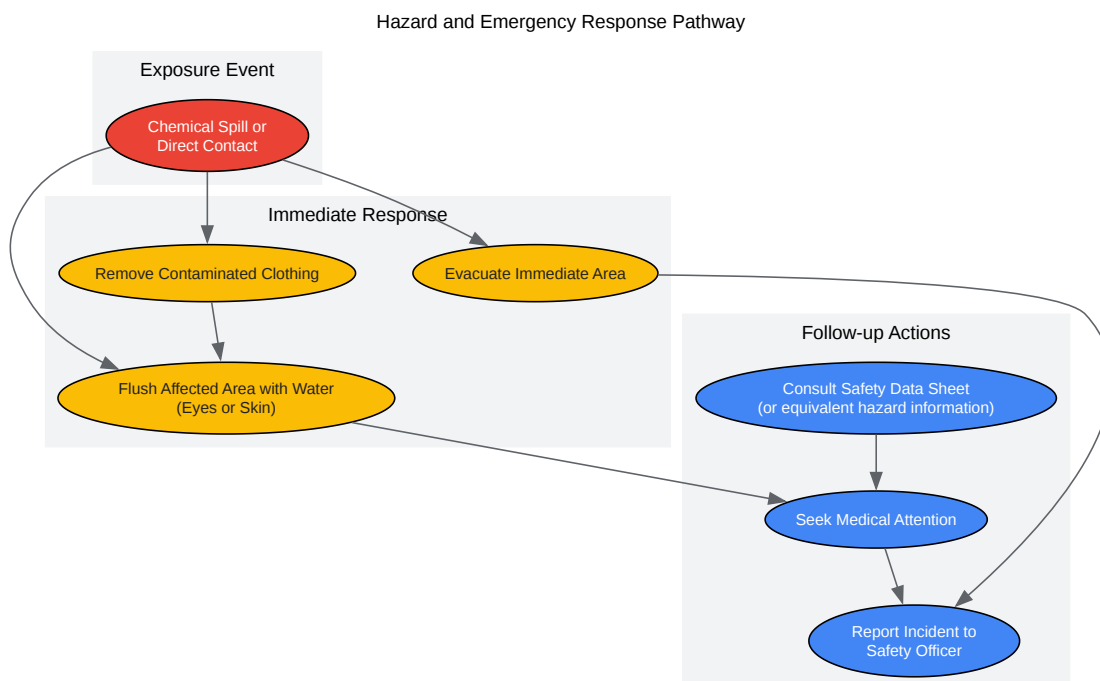 Hazard and Emergency Response Pathway
Exposure Event
Chemical Spill or
Direct Contact
Immediate Response
Remove Contaminated Clothing
Evacuate Immediate Area
Flush Affected Area with Water
(Eyes or Skin)
Follow-up Actions
Consult Safety Data Sheet
(or equivalent hazard information)
Seek Medical Attention
Report Incident to
Safety Officer